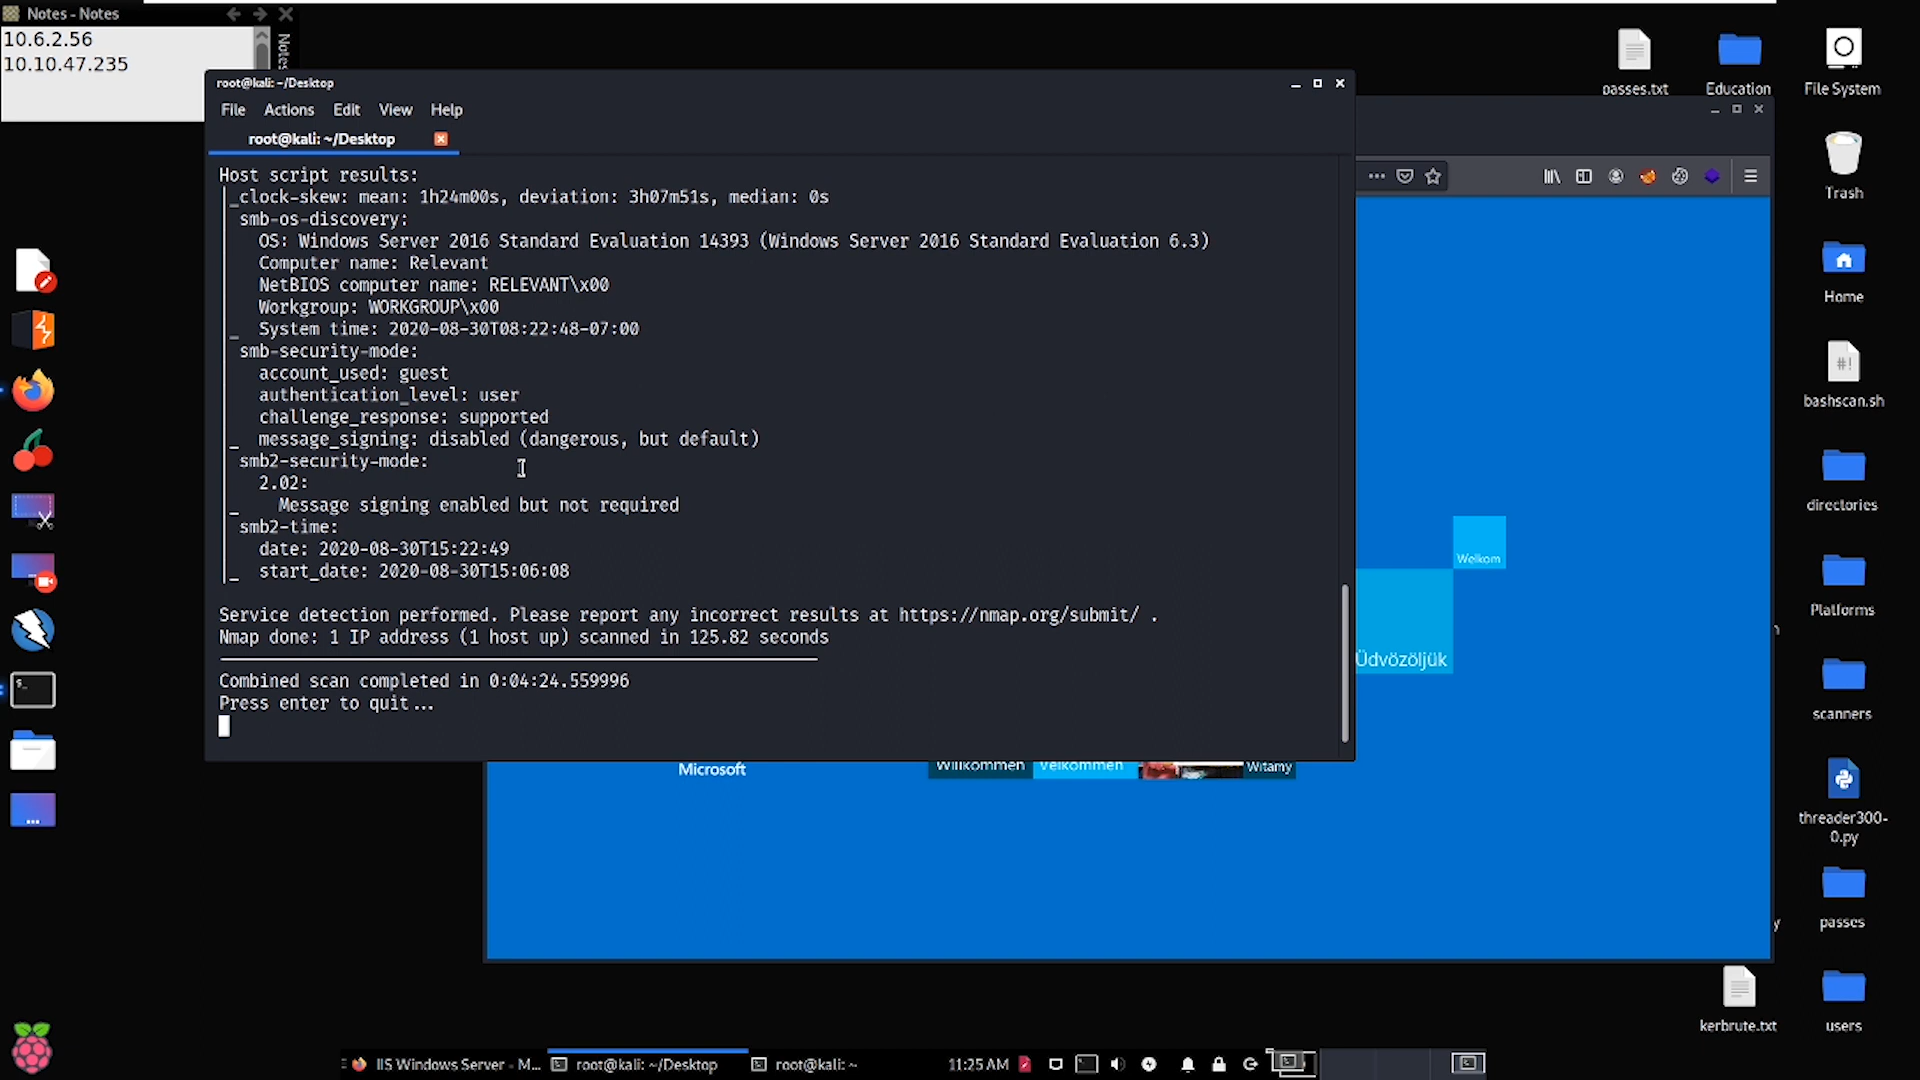 Notes - Notes
10.6.2.56
10.10.47.235
Notes
root@kali: ~/Desktop
File Actions Edit View Help
root@kali: ~/Desktop
Host script results:
|_clock-skew: mean: 1h24m00s, deviation: 3h07m51s, median: 0s
| smb-os-discovery:
|   OS: Windows Server 2016 Standard Evaluation 14393 (Windows Server 2016 Standard Evaluation 6.3)
|   Computer name: Relevant
|   NetBIOS computer name: RELEVANT\x00
|   Workgroup: WORKGROUP\x00
|_  System time: 2020-08-30T08:22:48-07:00
| smb-security-mode:
|   account_used: guest
|   authentication_level: user
|   challenge_response: supported
|_  message_signing: disabled (dangerous, but default)
| smb2-security-mode:
|   2.02:
|_    Message signing enabled but not required
| smb2-time:
|   date: 2020-08-30T15:22:49
|_  start_date: 2020-08-30T15:06:08
Service detection performed. Please report any incorrect results at https://nmap.org/submit/ .
Nmap done: 1 IP address (1 host up) scanned in 125.82 seconds
Combined scan completed in 0:04:24.559996
Press enter to quit...
Welkom
Üdvözöljük
Microsoft
Willkommen
Velkommen
Witamy
passes.txt
Education
File System
Trash
Home
#!
bashscan.sh
directories
Platforms
scanners
threader300-
0.py
passes
kerbrute.txt
users
IIS Windows Server - M...
root@kali: ~/Desktop
root@kali: ~
11:25 AM